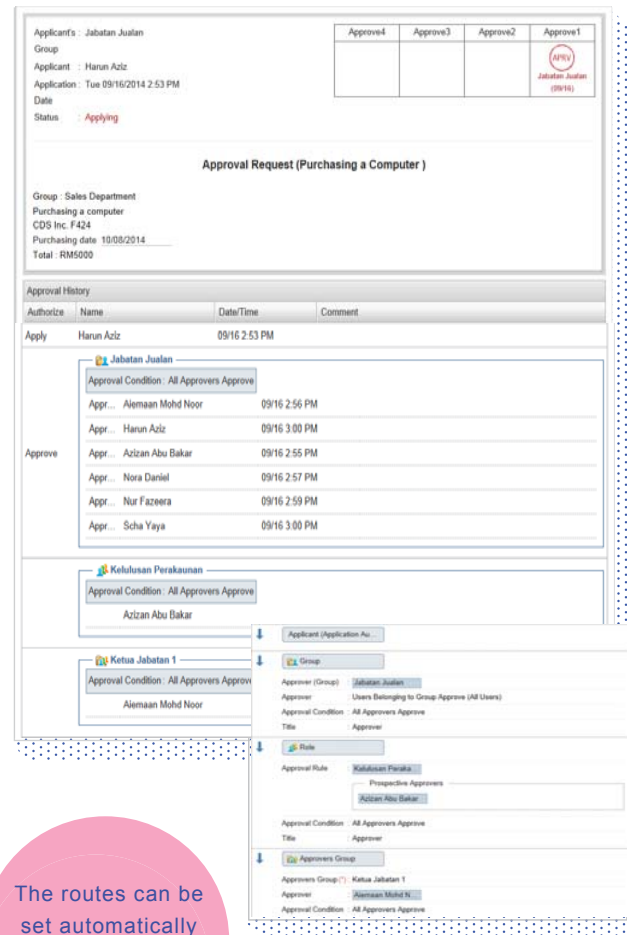 Applicant's : Jabatan Jualan
Group
Applicant : Harun Aziz
Application : Tue 09/16/2014 2:53 PM
Date
Status : Applying
Approve4 Approve3 Approve2 Approve1
APRV
Jabatan Jualan
(09/16)
Approval Request (Purchasing a Computer )
Group : Sales Department
Purchasing a computer
CDS Inc. F424
Purchasing date 10/08/2014
Total : RM5000
Approval History
Authorize Name Date/Time Comment
Apply Harun Aziz 09/16 2:53 PM
Jabatan Jualan
Approval Condition : All Approvers Approve
Appr... Aiemaan Mohd Noor 09/16 2:56 PM
Appr... Harun Aziz 09/16 3:00 PM
Approve Appr... Azizan Abu Bakar 09/16 2:55 PM
Appr... Nora Daniel 09/16 2:57 PM
Appr... Nur Fazeera 09/16 2:59 PM
Appr... Scha Yaya 09/16 3:00 PM
Kelulusan Perakaunan
Approval Condition : All Approvers Approve
Azizan Abu Bakar
Ketua Jabatan 1
Approval Condition : All Approvers Approve
Aiemaan Mohd Noor
Applicant (Application Au...
Group
Approver (Group) : Jabatan Jualan
Approver : Users Belonging to Group Approve (All Users)
Approval Condition : All Approvers Approve
Title : Approver
Role
Approval Rule : Kelulusan Peraka...
Prospective Approvers
Azizan Abu Bakar
Approval Condition : All Approvers Approve
Title : Approver
Approvers Group
Approvers Group (*) : Ketua Jabatan 1
Approver : Aiemaan Mohd N...
Approval Condition : All Approvers Approve
The routes can be
set automatically